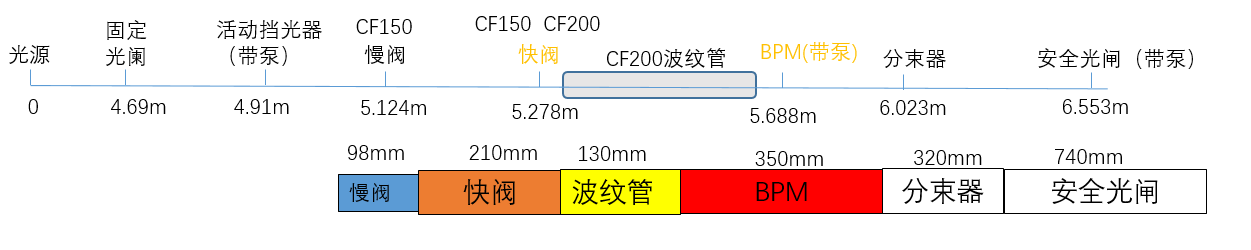 光源
固定
光阑
活动挡光器
（带泵）
CF150
慢阀
CF150 CF200
快阀
CF200波纹管
BPM(带泵)
分束器
安全光闸（带泵）
0
4.69m
4.91m
5.124m
5.278m
5.688m
6.023m
6.553m
98mm
210mm
130mm
350mm
320mm
740mm
慢阀
快阀
波纹管
BPM
分束器
安全光闸